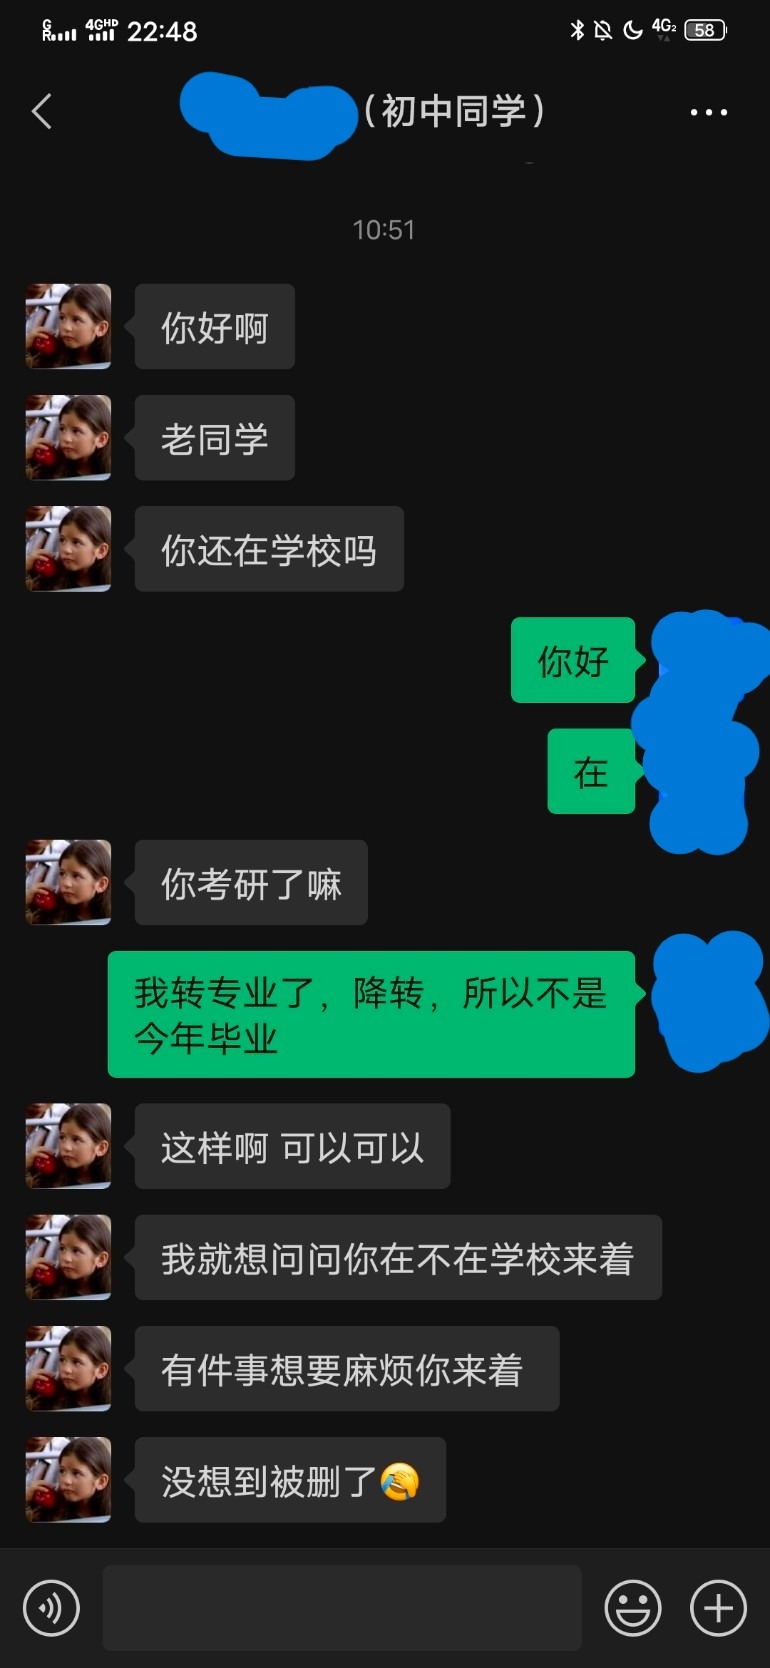 GR 4GHD 22:48 4G2 58
（初中同学）
10:51
你好啊
老同学
你还在学校吗
你好
在
你考研了嘛
我转专业了，降转，所以不是
今年毕业
这样啊 可以可以
我就想问问你在不在学校来着
有件事想要麻烦你来着
没想到被删了🤦